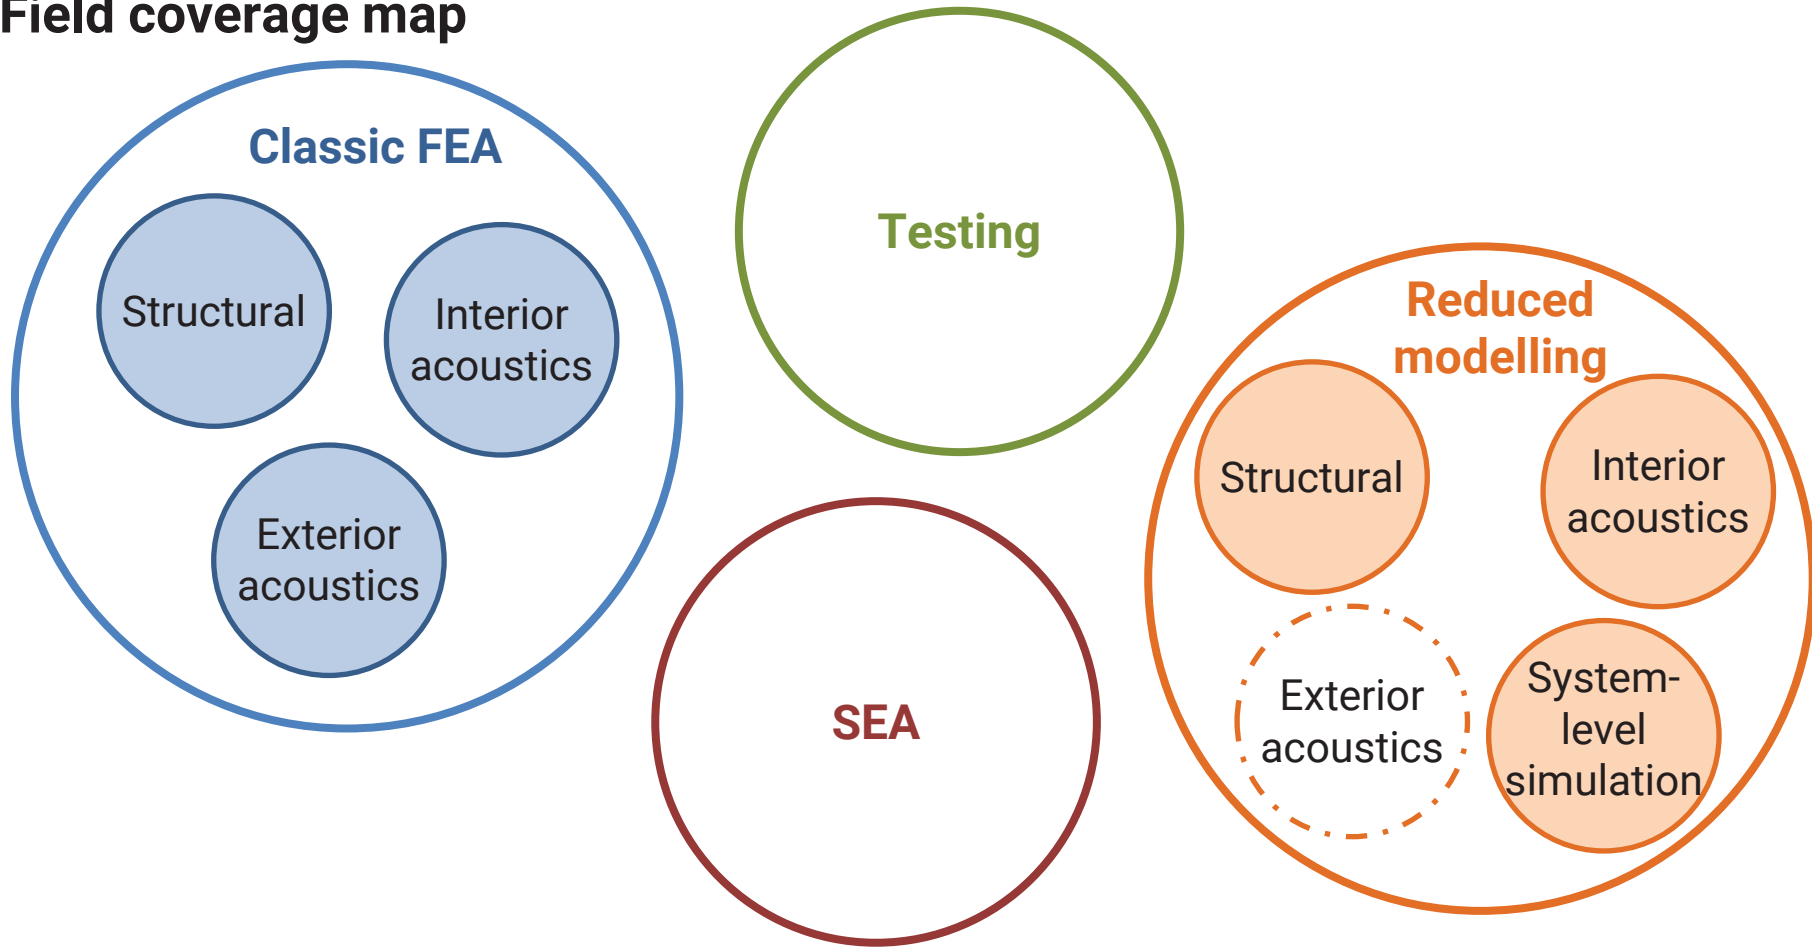 Field coverage map
Classic FEA
Structural
Interior
acoustics
Exterior
acoustics
Testing
SEA
Reduced
modelling
Structural
Interior
acoustics
Exterior
acoustics
System-
level
simulation